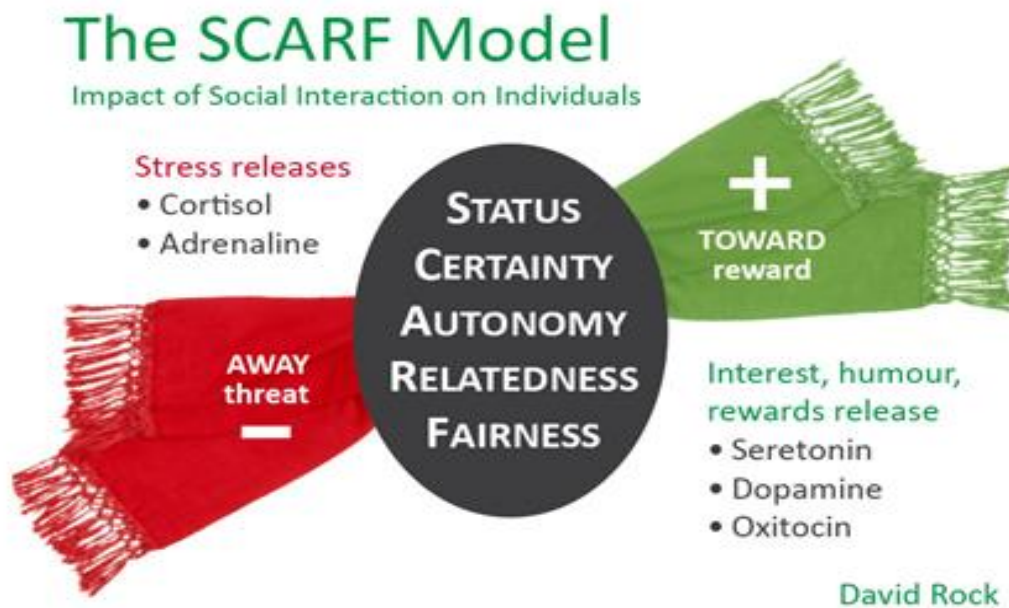 The SCARF Model
Impact of Social Interaction on Individuals
Stress releases
• Cortisol
• Adrenaline
STATUS
CERTAINTY
AUTONOMY
RELATEDNESS
FAIRNESS
+
TOWARD
reward
AWAY
threat
–
Interest, humour,
rewards release
• Seretonin
• Dopamine
• Oxitocin
David Rock